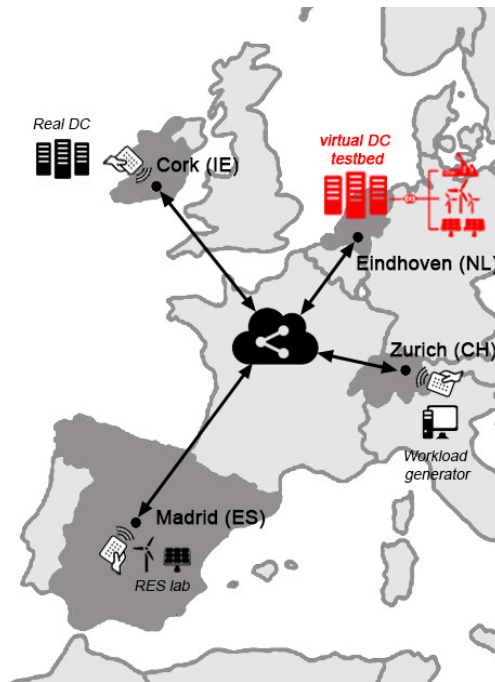 Real DC
Cork (IE)
virtual DC
testbed
Eindhoven (NL)
Zurich (CH)
Workload
generator
Madrid (ES)
RES lab